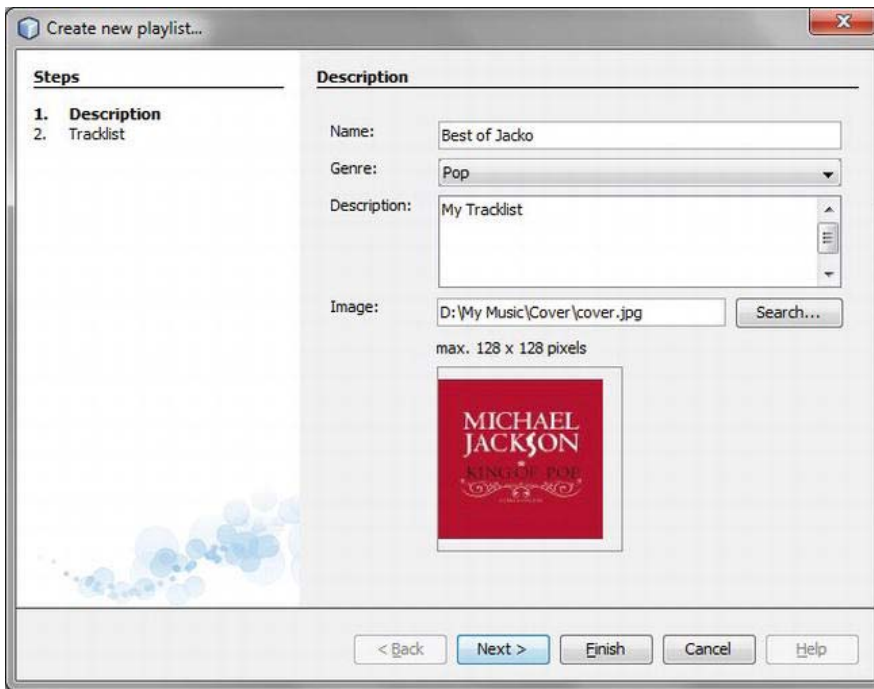 Create new playlist...
Steps
1. Description
2. Tracklist
Description
Name: Best of Jacko
Genre: Pop
Description: My Tracklist
Image: D:\My Music\Cover\cover.jpg Search...
max. 128 x 128 pixels
MICHAEL
JACKSON
KING OF POP
< Back Next > Finish Cancel Help